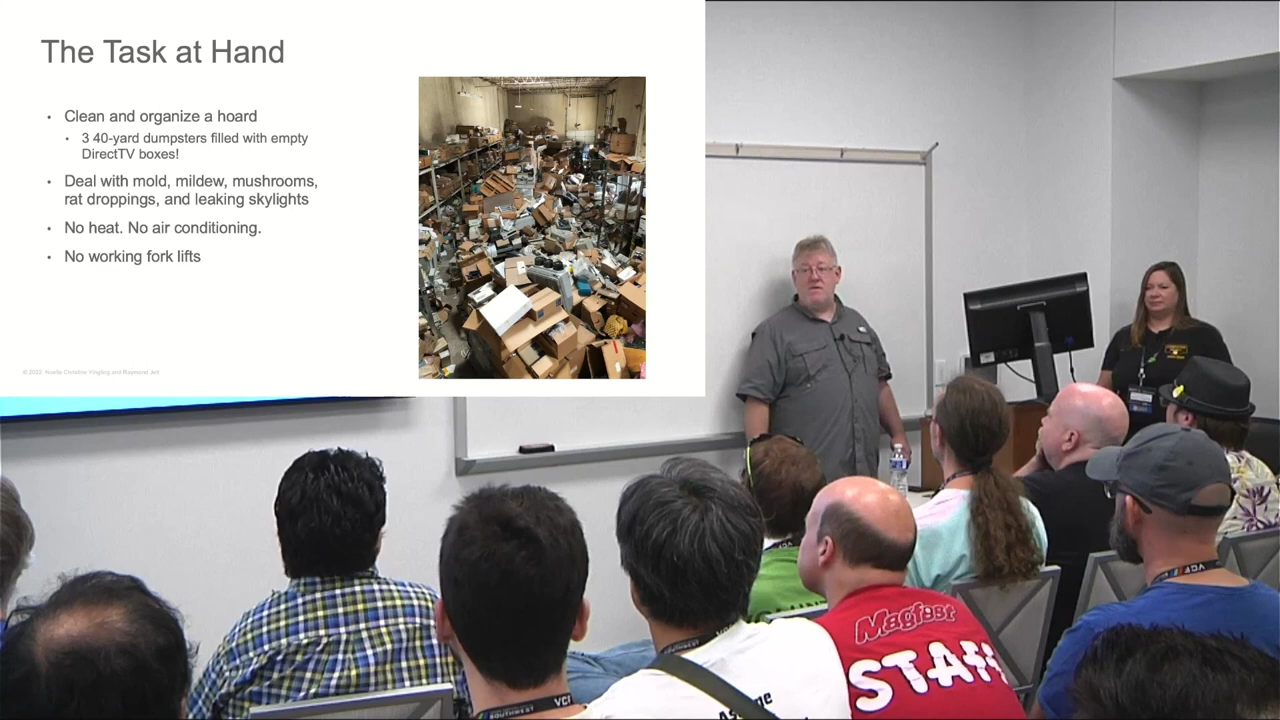 The Task at Hand
• Clean and organize a hoard
• 3 40-yard dumpsters filled with empty
DirectTV boxes!
• Deal with mold, mildew, mushrooms,
rat droppings, and leaking skylights
• No heat. No air conditioning.
• No working fork lifts
Magfest
STAFF
SOUTHWEST
VCF